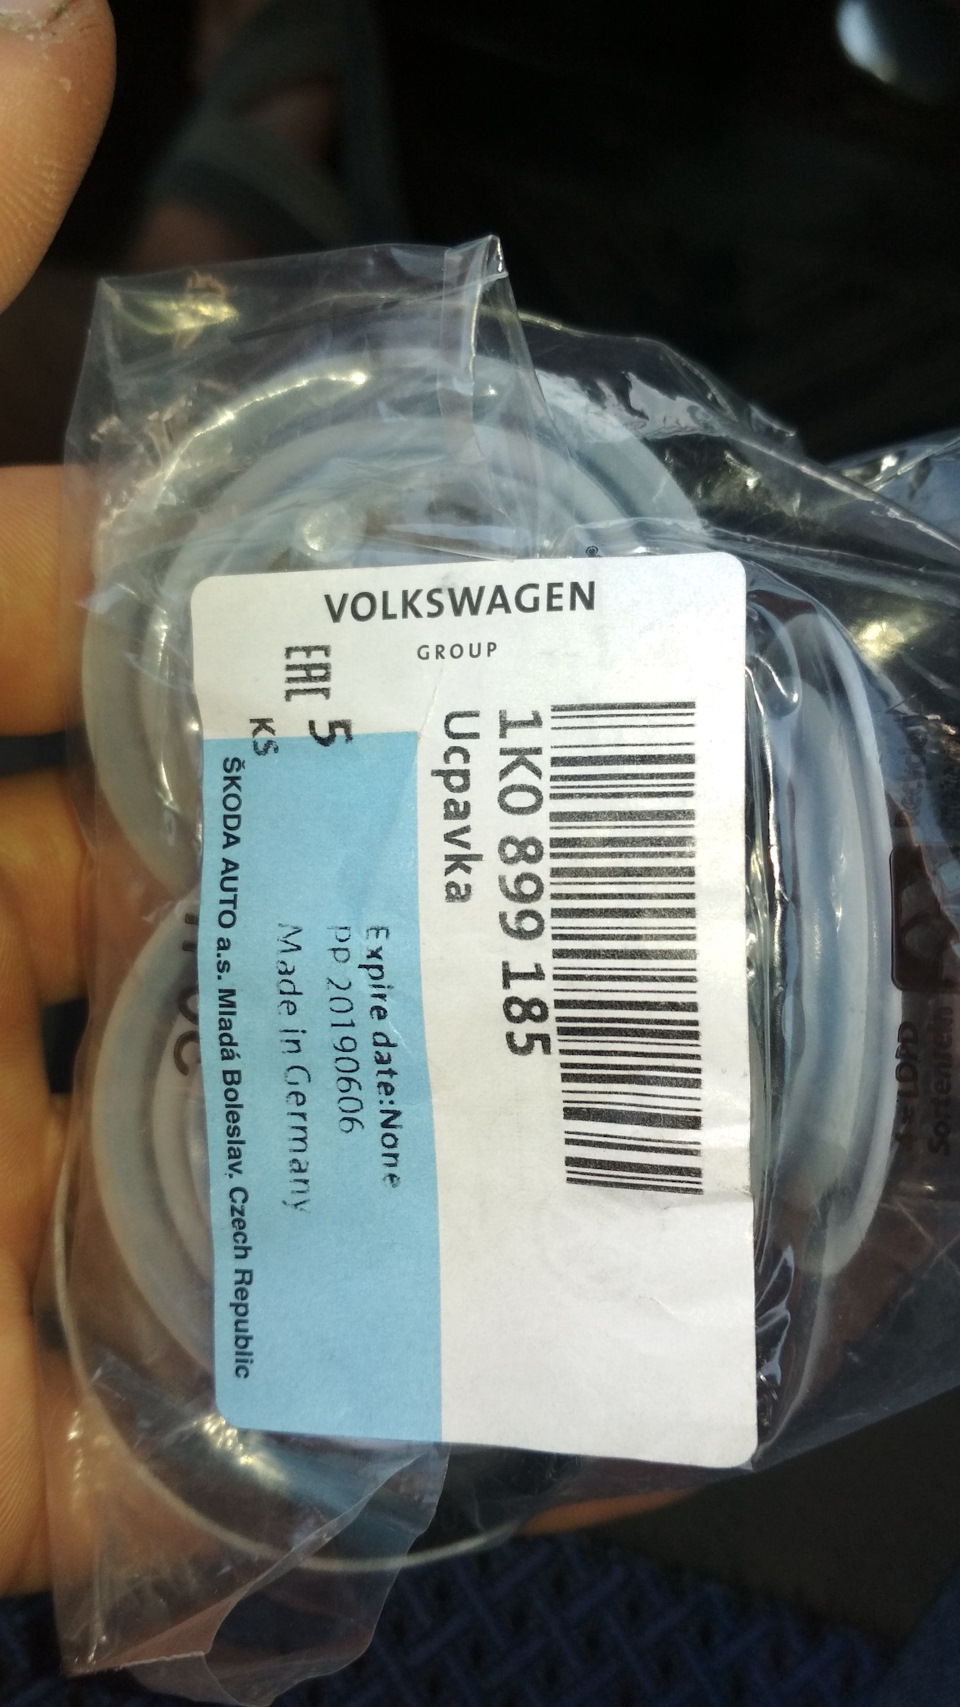 VOLKSWAGEN
GROUP
1K0 899 185
Ucpavka
EAC 5
KS
Expire date:None
PP 20190606
Made in Germany
ŠKODA AUTO a.s. Mladá Boleslav. Czech Republic